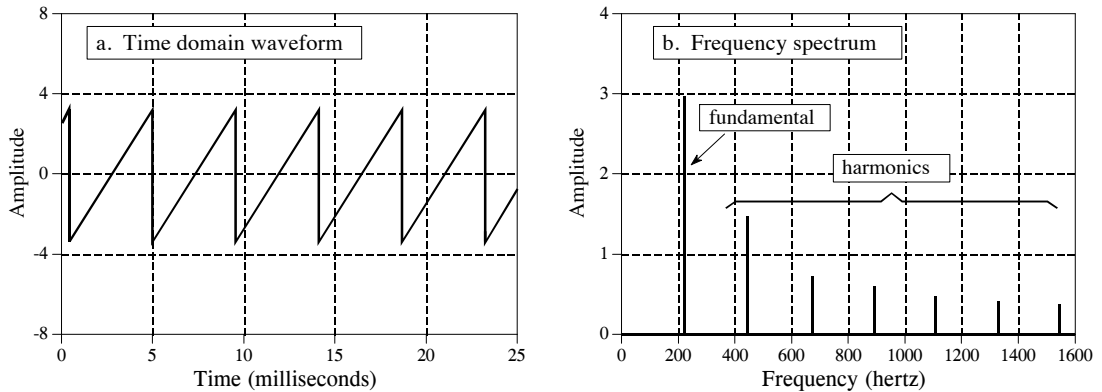 a. Time domain waveform
Amplitude
8
4
0
-4
-8
0 5 10 15 20 25
Time (milliseconds)
b. Frequency spectrum
fundamental
harmonics
Amplitude
4
3
2
1
0
0 200 400 600 800 1000 1200 1400 1600
Frequency (hertz)